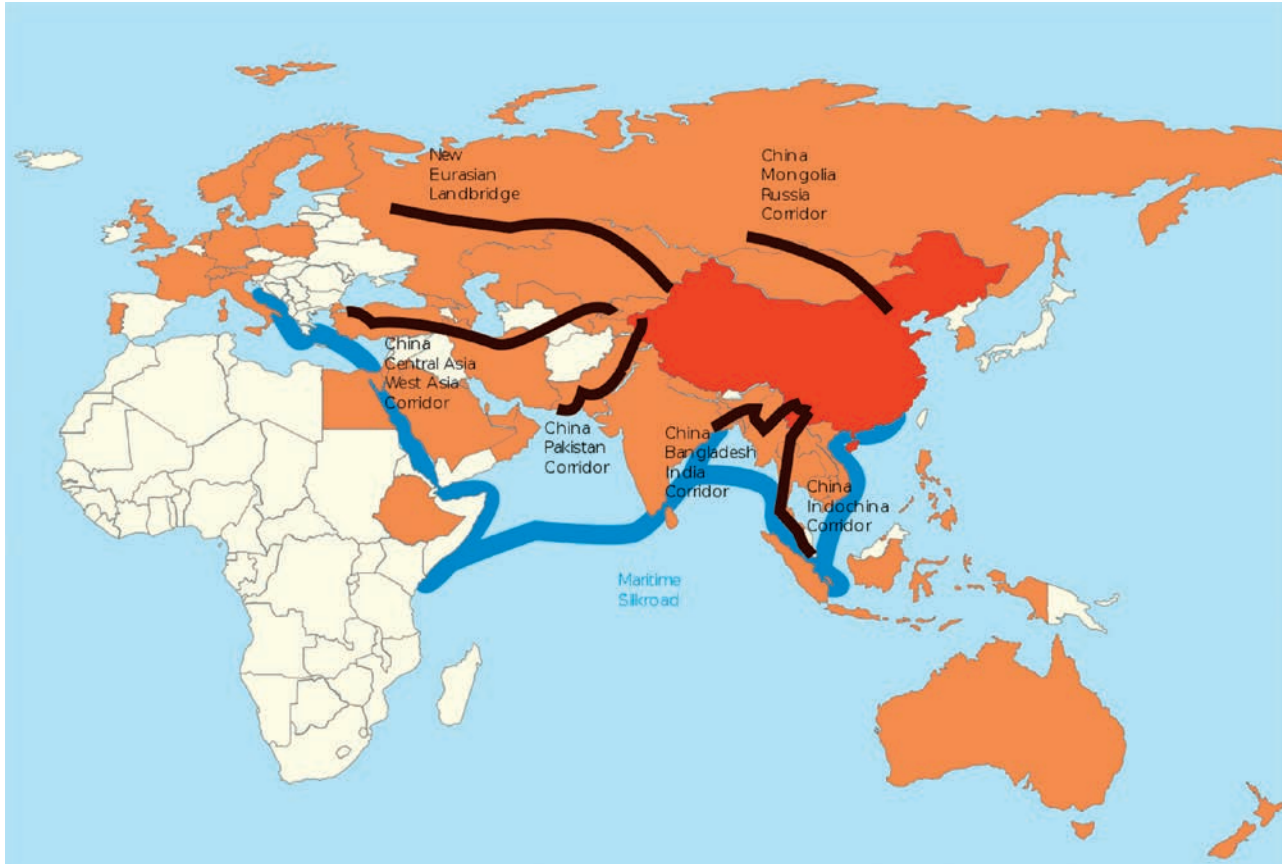 New
Eurasian
Landbridge
China
Mongolia
Russia
Corridor
China
Central Asia
West Asia
Corridor
China
Pakistan
Corridor
China
Bangladesh
India
Corridor
China
Indochina
Corridor
Maritime
Silkroad